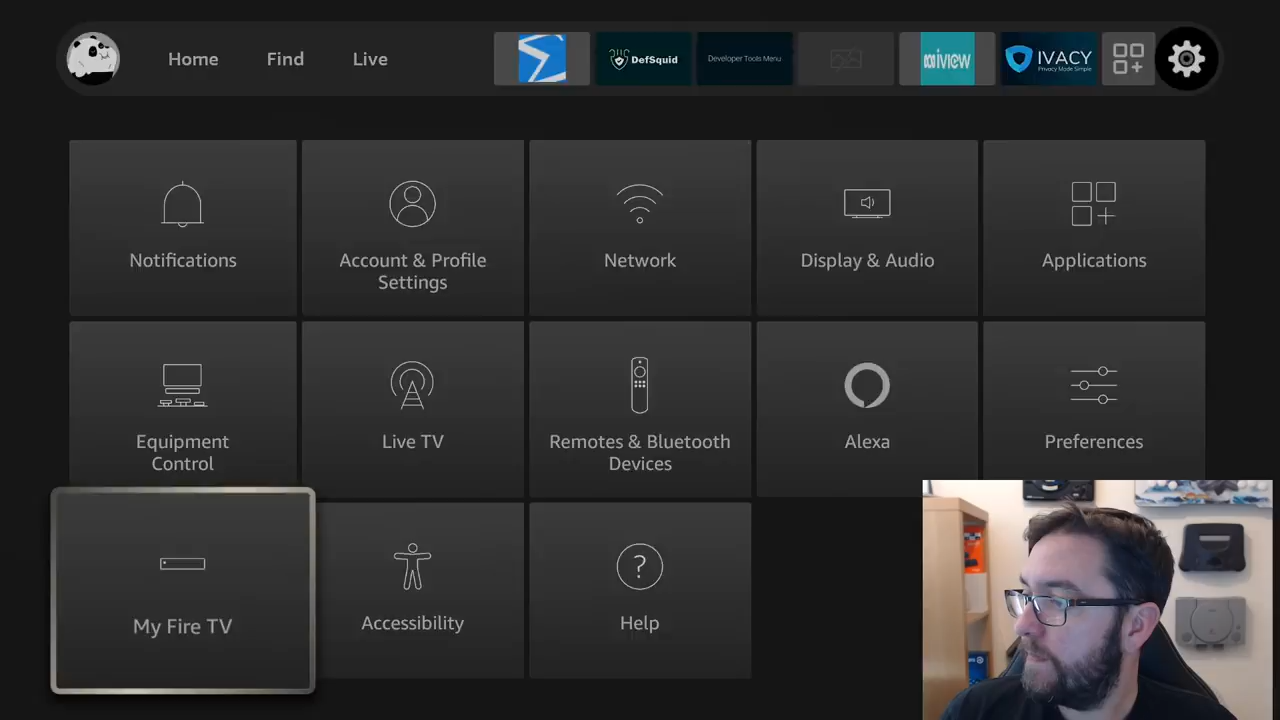 Home
Find
Live
DefSquid
Developer Tools Menu
iview
IVACY
Privacy Made Simple
Notifications
Account & Profile
Settings
Network
Display & Audio
Applications
Equipment
Control
Live TV
Remotes & Bluetooth
Devices
Alexa
Preferences
My Fire TV
Accessibility
Help